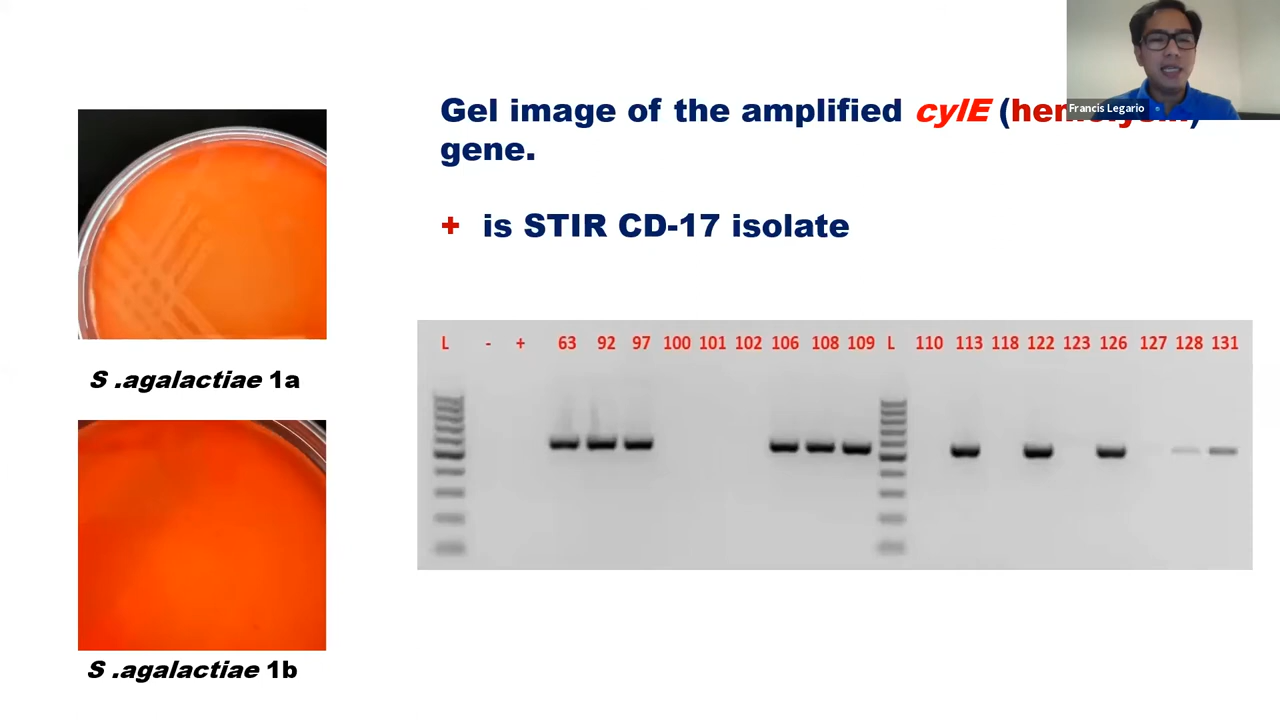 Francis Legario
Gel image of the amplified cylE
gene.
+ is STIR CD-17 isolate
S .agalactiae 1a
S .agalactiae 1b
L - + 63 92 97 100 101 102 106 108 109 L 110 113 118 122 123 126 127 128 131